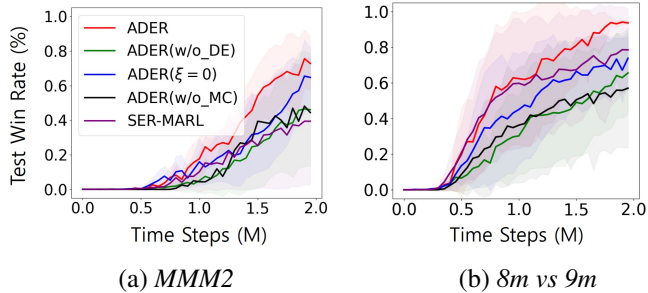 Test Win Rate (%)
1.0
0.8
0.6
0.4
0.2
0.0
ADER
ADER(w/o_DE)
ADER(ξ = 0)
ADER(w/o_MC)
SER-MARL
0.0 0.5 1.0 1.5 2.0
Time Steps (M)
(a) MMM2
1.0
0.8
0.6
0.4
0.2
0.0
0.0 0.5 1.0 1.5 2.0
Time Steps (M)
(b) 8m vs 9m